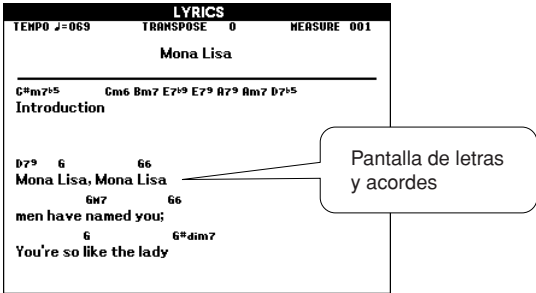 LYRICS
TEMPO ♩=069 TRANSPOSE 0 MEASURE 001
Mona Lisa
C#m7♭5 Cm6 Bm7 E7♭9 E79 A79 Am7 D7♭5
Introduction
D79 G G6
Mona Lisa, Mona Lisa
GM7 G6
men have named you;
G G#dim7
You're so like the lady
Pantalla de letras
y acordes